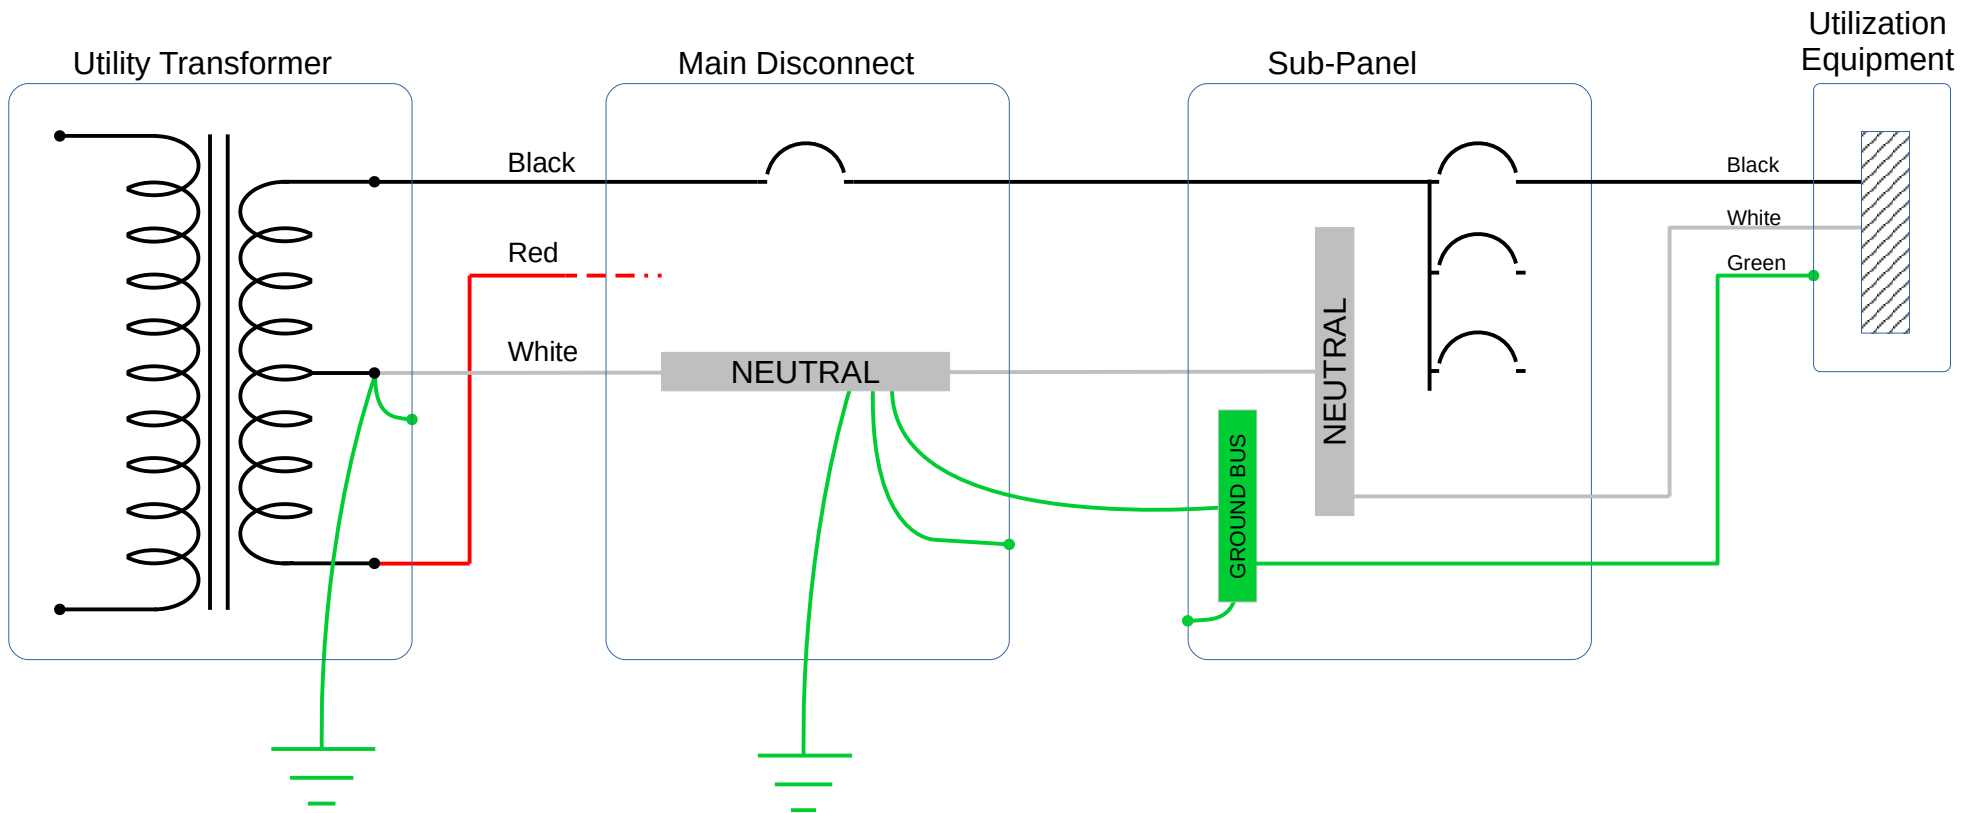 Utility Transformer
Main Disconnect
Sub-Panel
Utilization
Equipment
Black
Red
White
NEUTRAL
NEUTRAL
GROUND BUS
Black
White
Green